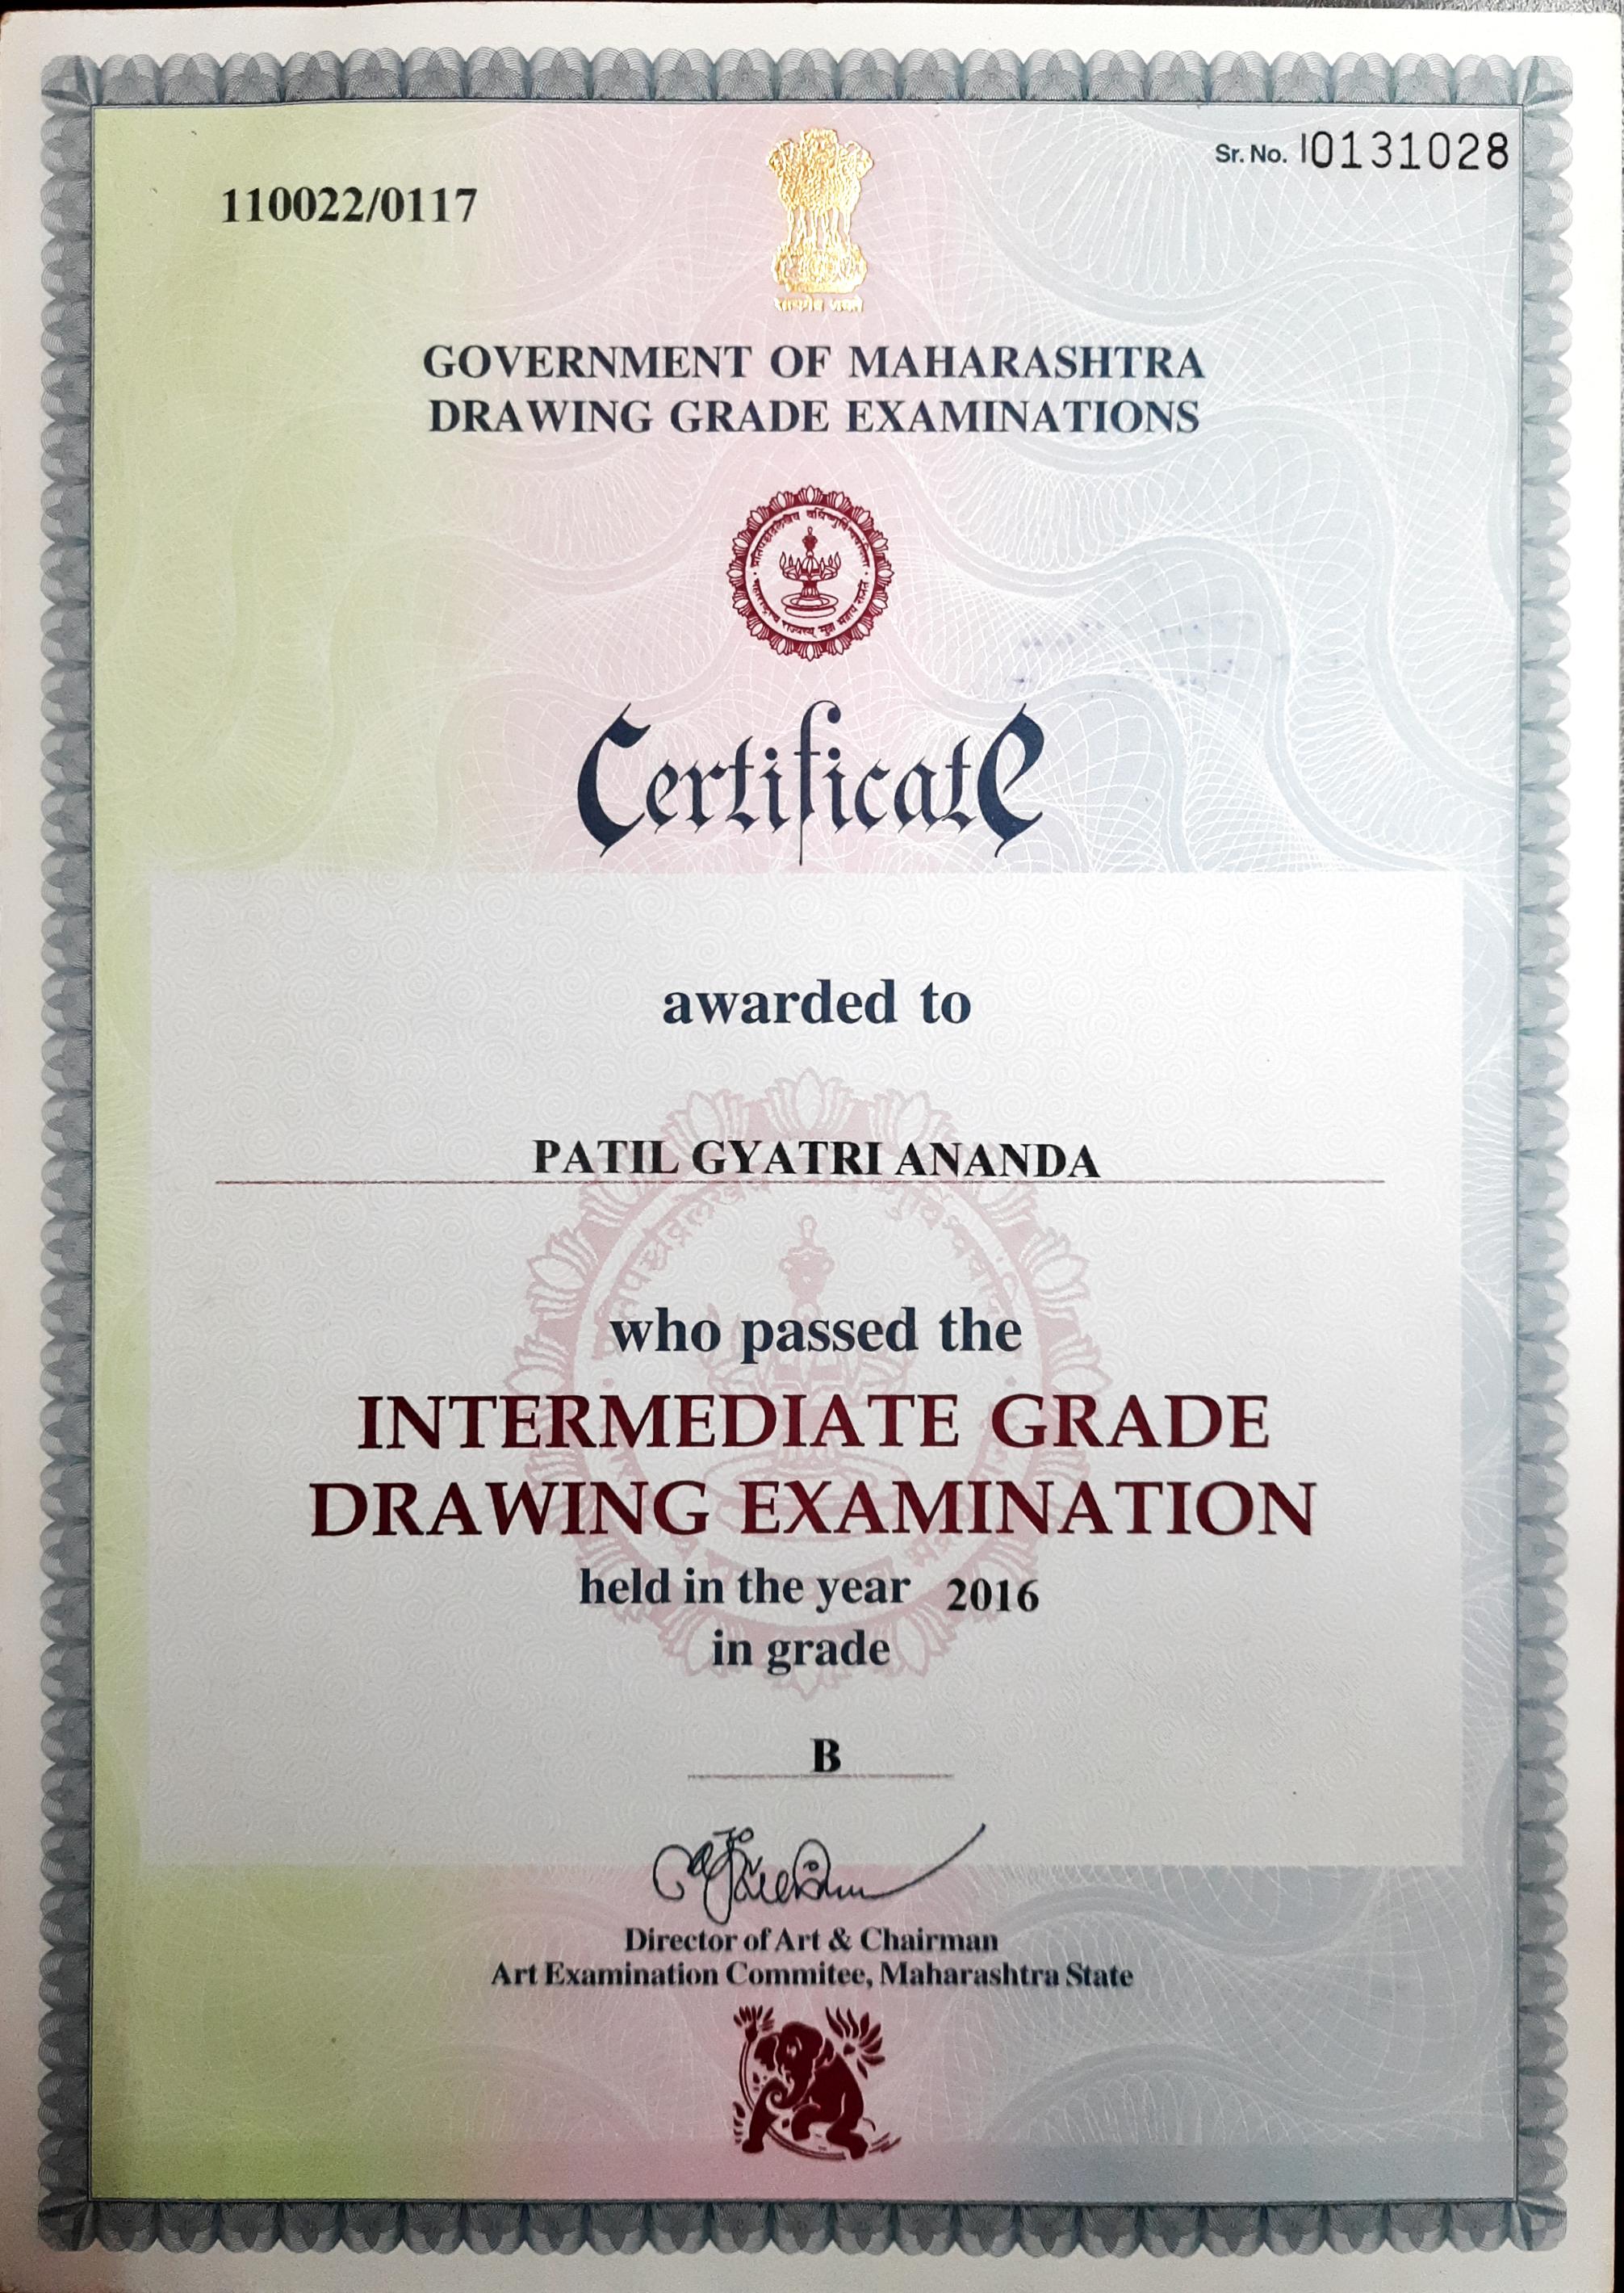 Sr. No. I0131028
110022/0117
सत्यमेव जयते
GOVERNMENT OF MAHARASHTRA
DRAWING GRADE EXAMINATIONS
Certificate
awarded to
PATIL GYATRI ANANDA
who passed the
INTERMEDIATE GRADE
DRAWING EXAMINATION
held in the year 2016
in grade
B
Director of Art & Chairman
Art Examination Commitee, Maharashtra State